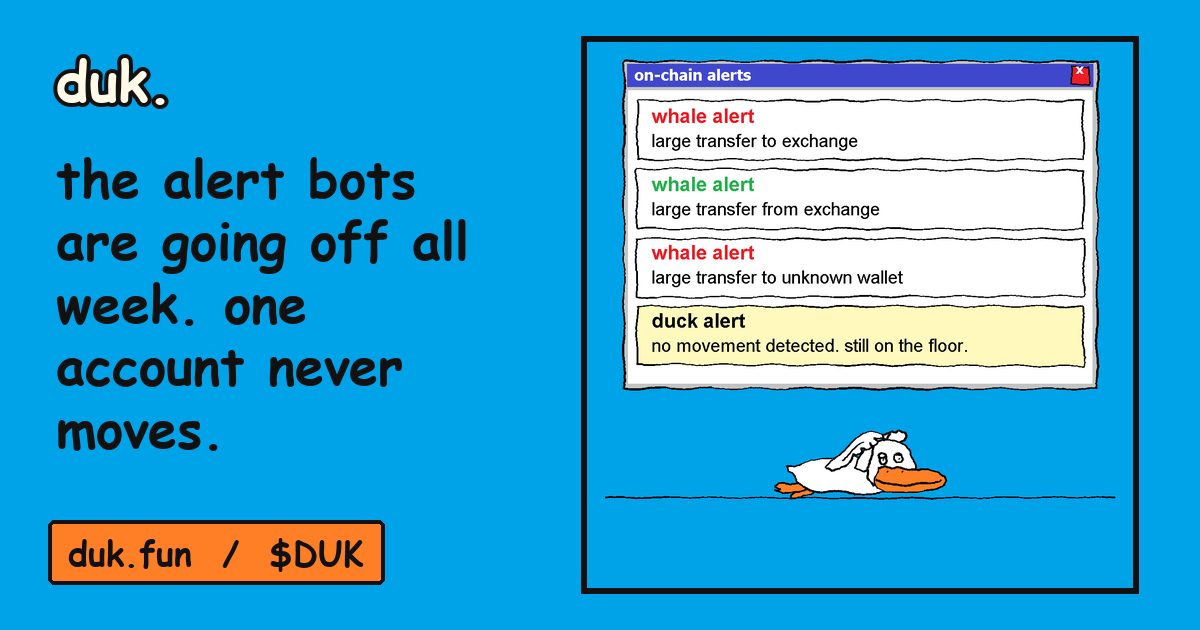 duk.
the alert bots
are going off all
week. one
account never
moves.
duk.fun / $DUK
on-chain alerts
x
whale alert
large transfer to exchange
whale alert
large transfer from exchange
whale alert
large transfer to unknown wallet
duck alert
no movement detected. still on the floor.